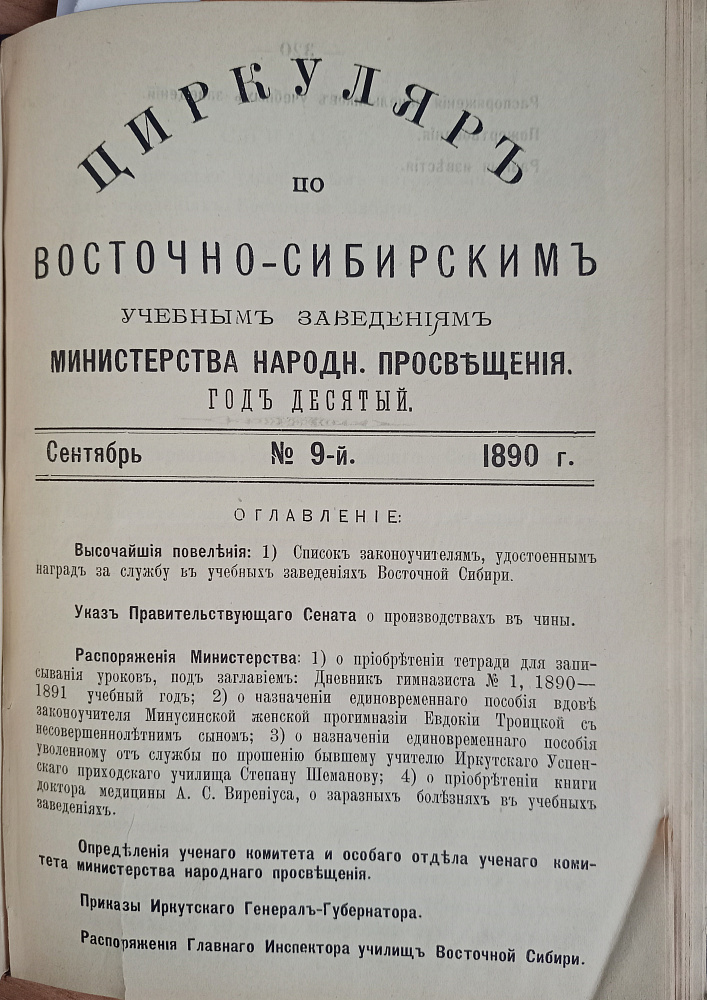 ЦИРКУЛЯРЪ
ПО
ВОСТОЧНО-СИБИРСКИМЪ
УЧЕБНЫМЪ ЗАВЕДЕНІЯМЪ
МИНИСТЕРСТВА НАРОДН. ПРОСВѢЩЕНІЯ.
ГОДЪ ДЕСЯТЫЙ.
Сентябрь № 9-й. 1890 г.
ОГЛАВЛЕНІЕ:
Высочайшія повелѣнія: 1) Списокъ законоучителямъ, удостоеннымъ
наградъ за службу въ учебныхъ заведеніяхъ Восточной Сибири.
Указъ Правительствующаго Сената о производствахъ въ чины.
Распоряженія Министерства: 1) о пріобрѣтеніи тетради для запи-
сыванія уроковъ, подъ заглавіемъ: Дневник гимназиста № 1, 1890—
1891 учебный годъ; 2) о назначеніи единовременнаго пособія вдовѣ
законоучителя Минусинской женской прогимназіи Евдокіи Троицкой съ
несовершеннолѣтнимъ сыномъ; 3) о назначеніи единовременнаго пособія
уволенному отъ службы по прошенію бывшему учителю Иркутскаго Успен-
скаго приходскаго училища Степану Шеманову; 4) о пріобрѣтеніи книги
доктора медицины А. С. Виреніуса, о заразныхъ болѣзняхъ въ учебныхъ
заведеніяхъ.
Опредѣленія ученаго комитета и особаго отдѣла ученаго коми-
тета министерства народнаго просвѣщенія.
Приказы Иркутскаго Генералъ-Губернатора.
Распоряженія Главнаго Инспектора училищъ Восточной Сибири.